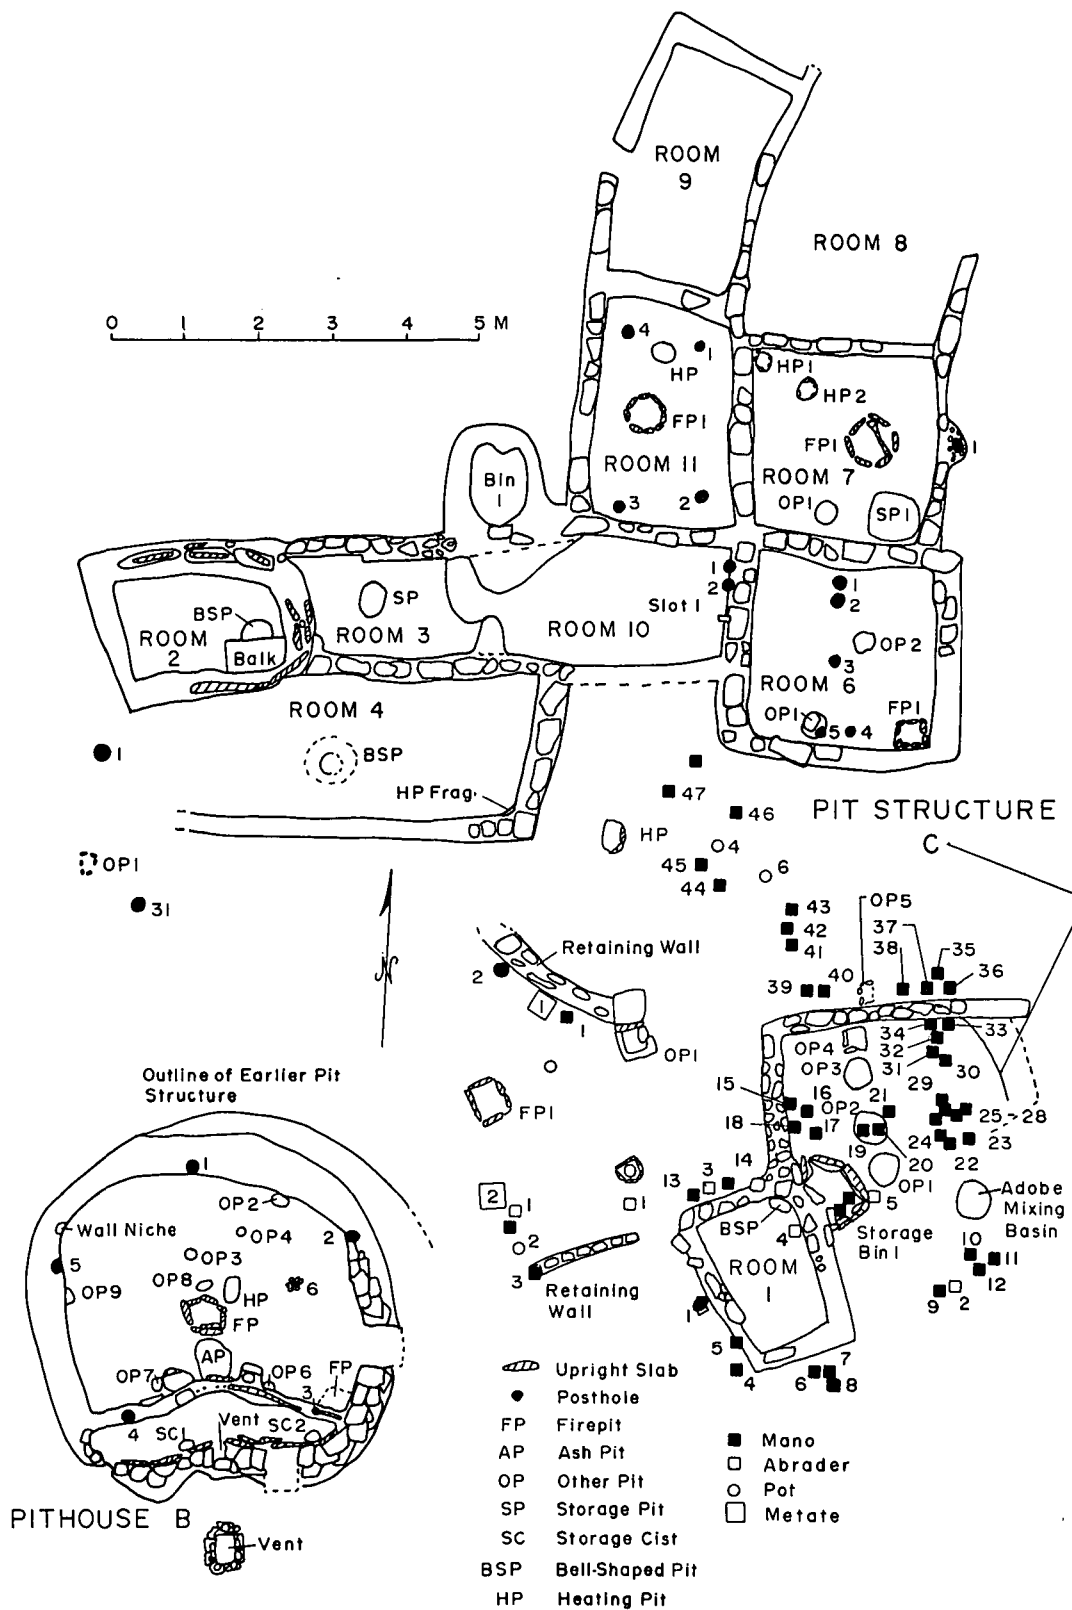 ROOM
9
ROOM 8
0 1 2 3 4 5 M
4
1
HP
FP1
ROOM 11
3
2
HP1
HP2
FP1
1
ROOM 7
OP1
SP1
Bin
1
BSP
ROOM
2
Balk
SP
ROOM 3
ROOM 10
1
2
Slot 1
1
2
OP2
3
ROOM 6
OP1
5
4
FP1
ROOM 4
BSP
HP Frag.
1
OP1
31
47
46
HP
4
45
44
6
PIT STRUCTURE
C
43
42
41
OP5
37
38
35
36
39
40
N
Retaining Wall
2
1
1
OP1
FP1
34
33
32
31
30
OP4
OP3
29
15
16
OP2
21
25-28
18
17
19
24
23
20
22
OP1
13
3
14
5
Adobe
Mixing
Basin
2
1
1
2
BSP
4
Storage
Bin 1
ROOM
1
10
11
12
9
2
3
Retaining
Wall
1
5
4
6
7
8
Outline of Earlier Pit
Structure
1
OP2
Wall Niche
OP4
2
5
OP3
OP8
HP
6
OP9
FP
AP
OP7
OP6
FP
3
4
SC1
Vent
SC2
PITHOUSE B
Vent
Upright Slab
Posthole
FP Firepit
AP Ash Pit
OP Other Pit
SP Storage Pit
SC Storage Cist
BSP Bell-Shaped Pit
HP Heating Pit
Mano
Abrader
Pot
Metate